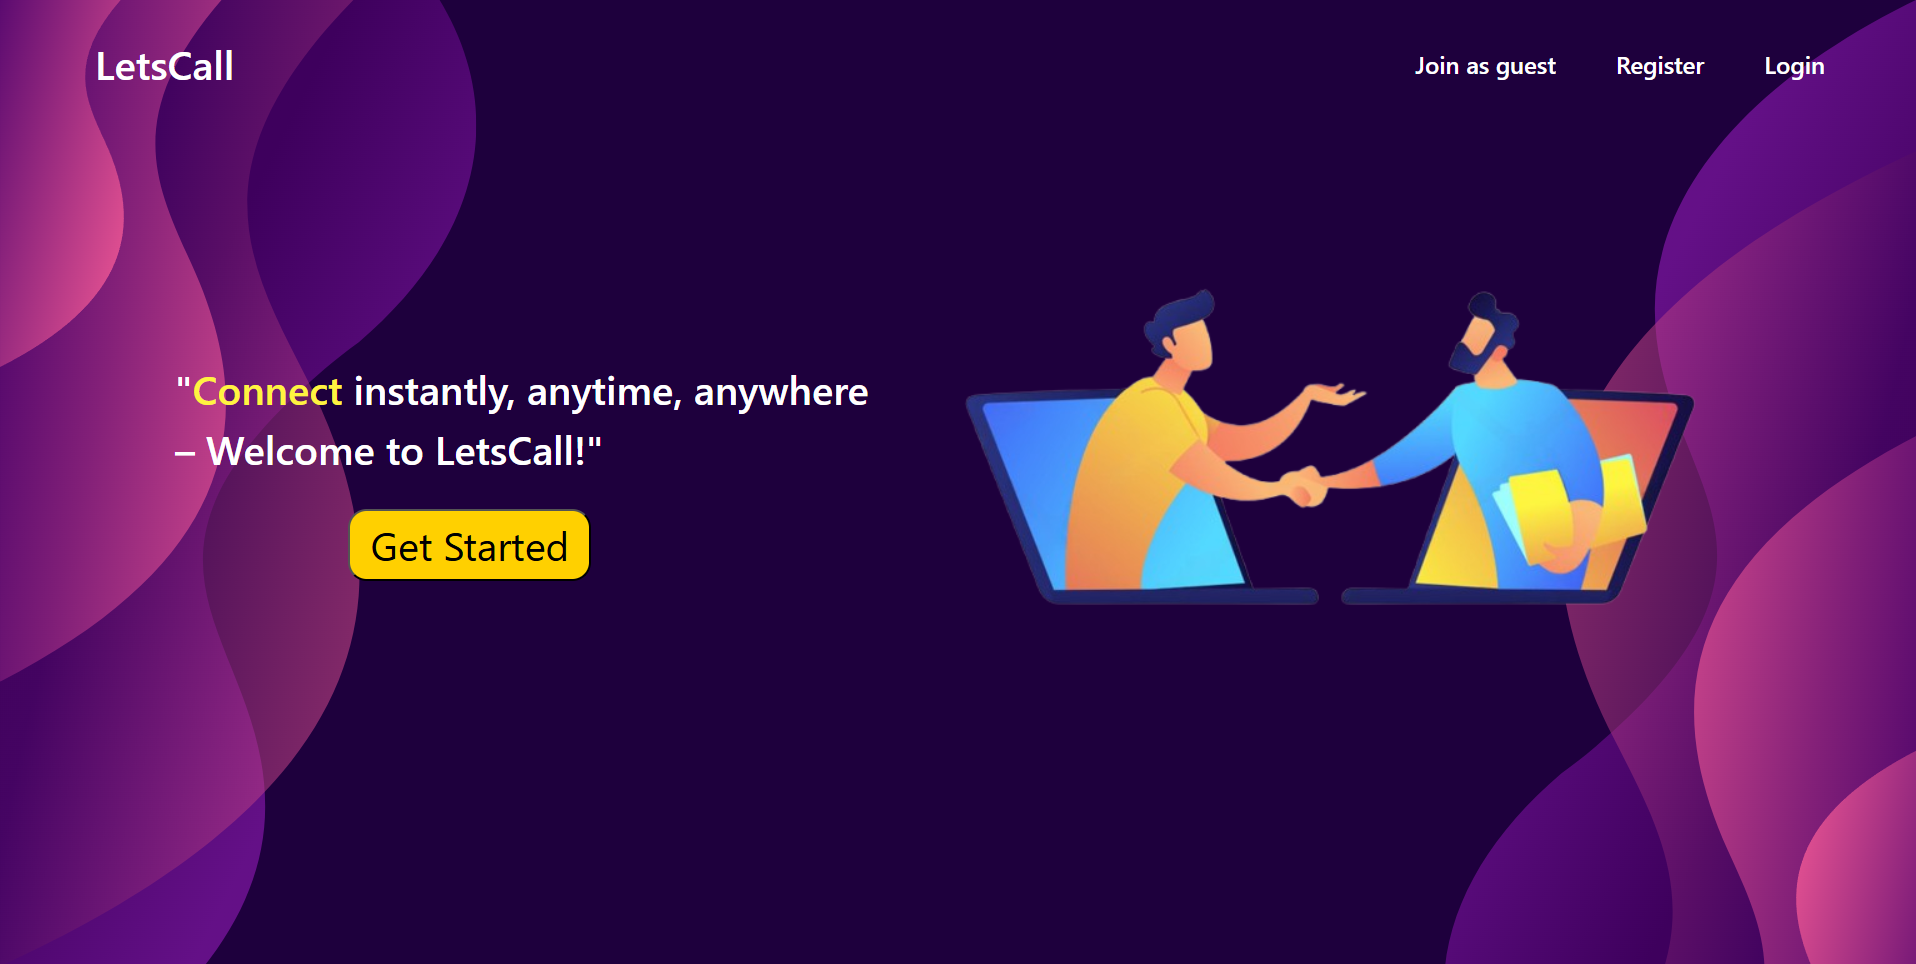 LetsCall
Join as guest
Register
Login
"Connect instantly, anytime, anywhere
– Welcome to LetsCall!"
Get Started